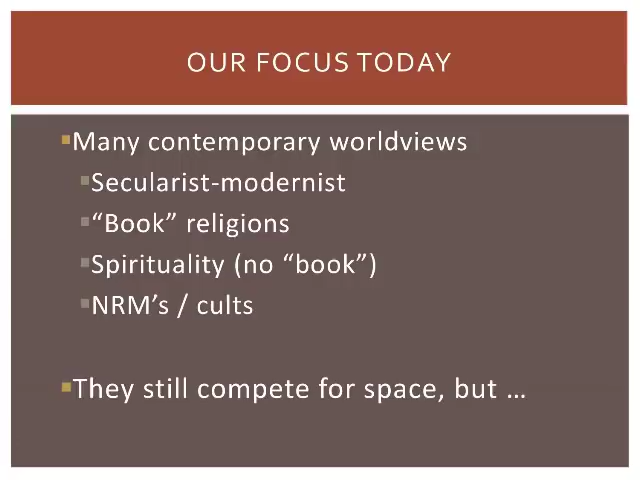 OUR FOCUS TODAY
Many contemporary worldviews
Secularist-modernist
“Book” religions
Spirituality (no “book”)
NRM’s / cults
They still compete for space, but …